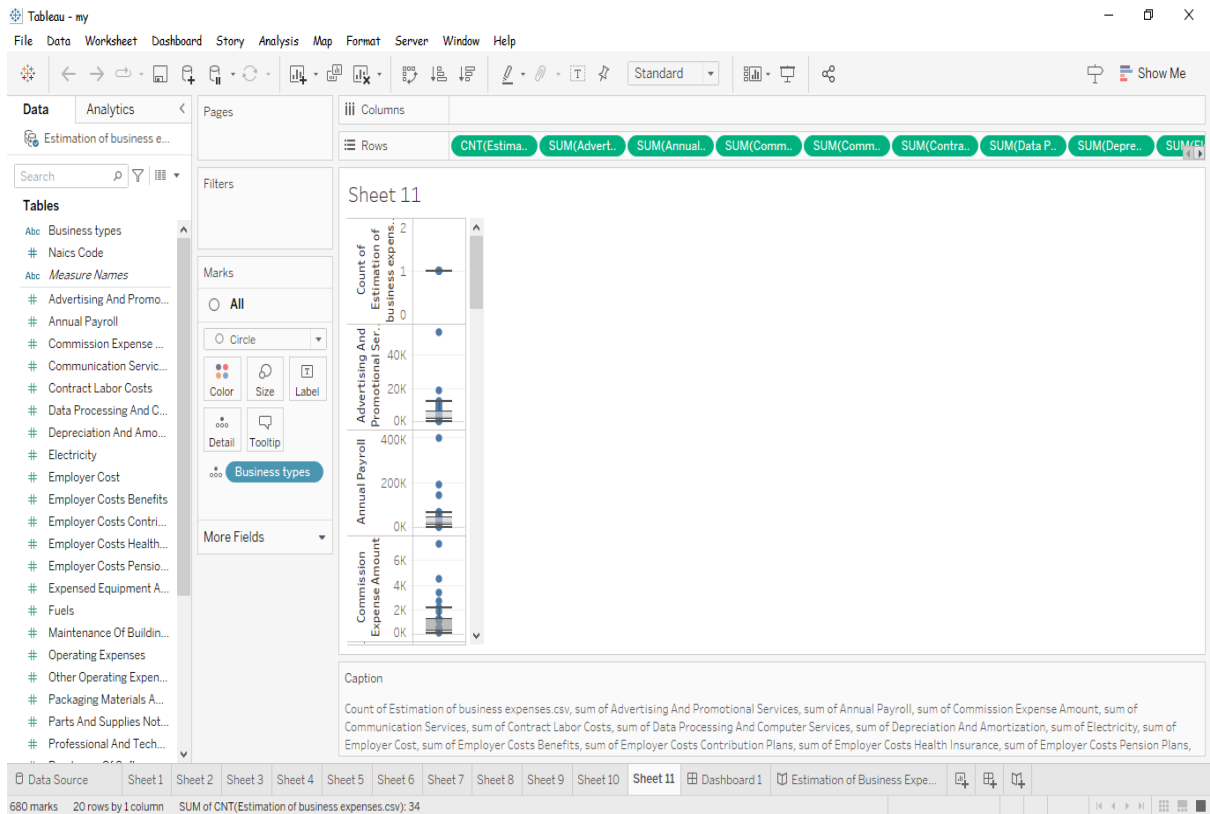 Tableau - my
File Data Worksheet Dashboard Story Analysis Map Format Server Window Help
Standard
Show Me
Data Analytics
Estimation of business e...
Search
Tables
Abc Business types
# Naics Code
Abc Measure Names
# Advertising And Promo...
# Annual Payroll
# Commission Expense ...
# Communication Servic...
# Contract Labor Costs
# Data Processing And C...
# Depreciation And Amo...
# Electricity
# Employer Cost
# Employer Costs Benefits
# Employer Costs Contri...
# Employer Costs Health...
# Employer Costs Pensio...
# Expensed Equipment A...
# Fuels
# Maintenance Of Buildin...
# Operating Expenses
# Other Operating Expen...
# Packaging Materials A...
# Parts And Supplies Not...
# Professional And Tech...
Pages
Filters
Marks
All
Circle
Color Size Label
Detail Tooltip
Business types
More Fields
Columns
Rows CNT(Estima.. SUM(Advert.. SUM(Annual.. SUM(Comm.. SUM(Comm.. SUM(Contra.. SUM(Data P.. SUM(Depre..
Sheet 11
Count of
Estimation of
business expens..
2
1
0
Advertising And
Promotional Ser..
40K
20K
0K
Annual Payroll
400K
200K
0K
Commission
Expense Amount
6K
4K
2K
0K
Caption
Count of Estimation of business expenses.csv, sum of Advertising And Promotional Services, sum of Annual Payroll, sum of Commission Expense Amount, sum of
Communication Services, sum of Contract Labor Costs, sum of Data Processing And Computer Services, sum of Depreciation And Amortization, sum of Electricity, sum of
Employer Cost, sum of Employer Costs Benefits, sum of Employer Costs Contribution Plans, sum of Employer Costs Health Insurance, sum of Employer Costs Pension Plans,
Data Source Sheet 1 Sheet 2 Sheet 3 Sheet 4 Sheet 5 Sheet 6 Sheet 7 Sheet 8 Sheet 9 Sheet 10 Sheet 11 Dashboard 1 Estimation of Business Expe...
680 marks 20 rows by 1 column SUM of CNT(Estimation of business expenses.csv): 34